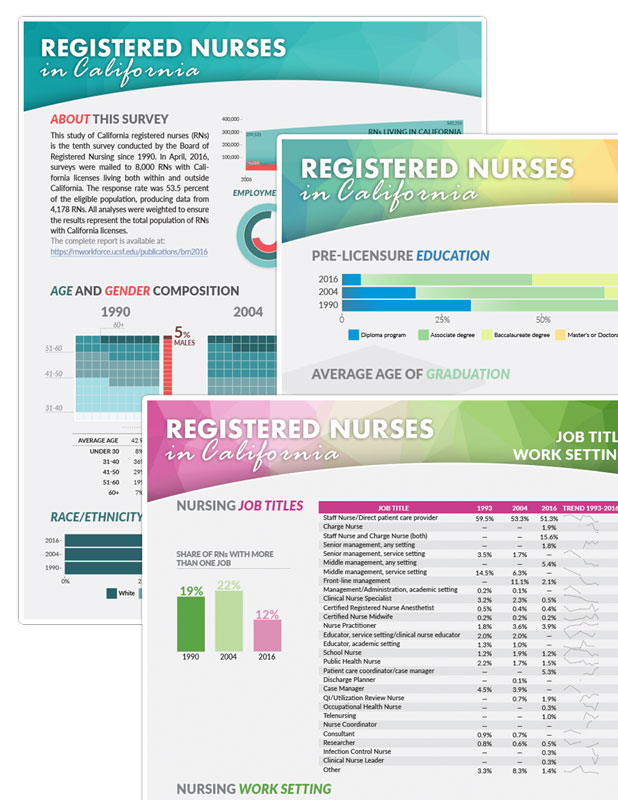 REGISTERED NURSES
in California
ABOUT THIS SURVEY
This study of California registered nurses (RNs)
is the tenth survey conducted by the Board of
Registered Nursing since 1990. In April, 2016,
surveys were mailed to 8,000 RNs with Cali-
fornia licenses living both within and outside
California. The response rate was 53.5 percent
of the eligible population, producing data from
4,178 RNs. All analyses were weighted to ensure
the results represent the total population of RNs
with California licenses.
The complete report is available at:
https://rnworkforce.ucsf.edu/publications/brn2016
400,000 -
300,000 -
200,000 -
100,000 -
RNs LIVING IN CALIFORNIA
2006
EMPLOYM
AGE AND GENDER COMPOSITION
1990
2004
60+
51-60
41-50
31-40
5%
MALES
AVERAGE AGE 42.9
UNDER 30 8%
31-40 36%
41-50 29%
51-60 19%
60+ 7%
RACE/ETHNICITY
2016-
2004-
1990-
0%
White
REGISTERED NURSES
in California
PRE-LICENSURE EDUCATION
2016
2004
1990
0 25% 50%
Diploma program Associate degree Baccalaureate degree Master's or Doctora
AVERAGE AGE OF GRADUATION
REGISTERED NURSES
in California
JOB TITL
WORK SETTING
NURSING JOB TITLES
SHARE OF RNs WITH MORE
THAN ONE JOB
19% 22% 12%
1990 2004 2016
JOB TITLE 1993 2004 2016 TREND 1993-2016
Staff Nurse/Direct patient care provider 59.5% 53.3% 51.3%
Charge Nurse — — 1.9%
Staff Nurse and Charge Nurse (both) — — 15.6%
Senior management, any setting — — 1.8%
Senior management, service setting 3.5% 1.7% —
Middle management, any setting — — 5.4%
Middle management, service setting 14.5% 6.3% —
Front-line management — 11.1% 2.1%
Management/Administration, academic setting 0.2% 0.1% —
Clinical Nurse Specialist 3.2% 2.3% 0.5%
Certified Registered Nurse Anesthetist 0.5% 0.4% 0.4%
Certified Nurse Midwife 0.2% 0.2% 0.2%
Nurse Practitioner 1.8% 3.6% 3.9%
Educator, service setting/clinical nurse educator 2.0% 2.0% —
Educator, academic setting 1.3% 1.0% —
School Nurse 1.2% 1.9% 1.2%
Public Health Nurse 2.2% 1.7% 1.5%
Patient care coordinator/case manager — — 5.3%
Discharge Planner — 0.1% —
Case Manager 4.5% 3.9% —
QI/Utilization Review Nurse — 0.7% 1.9%
Occupational Health Nurse — — 0.3%
Telenursing — — 1.0%
Nurse Coordinator — — —
Consultant 0.9% 0.7% —
Researcher 0.8% 0.6% 0.5%
Infection Control Nurse — — 0.3%
Clinical Nurse Leader — — 0.3%
Other 3.3% 8.3% 1.4%
NURSING WORK SETTING